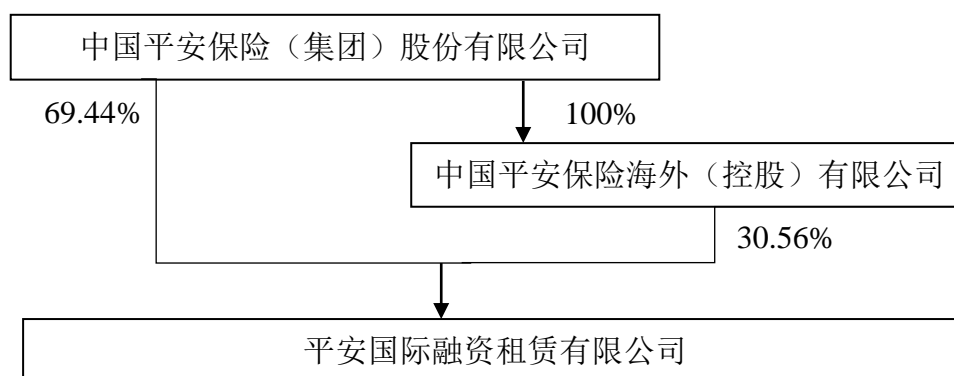 中国平安保险（集团）股份有限公司
69.44%
100%
中国平安保险海外（控股）有限公司
30.56%
平安国际融资租赁有限公司